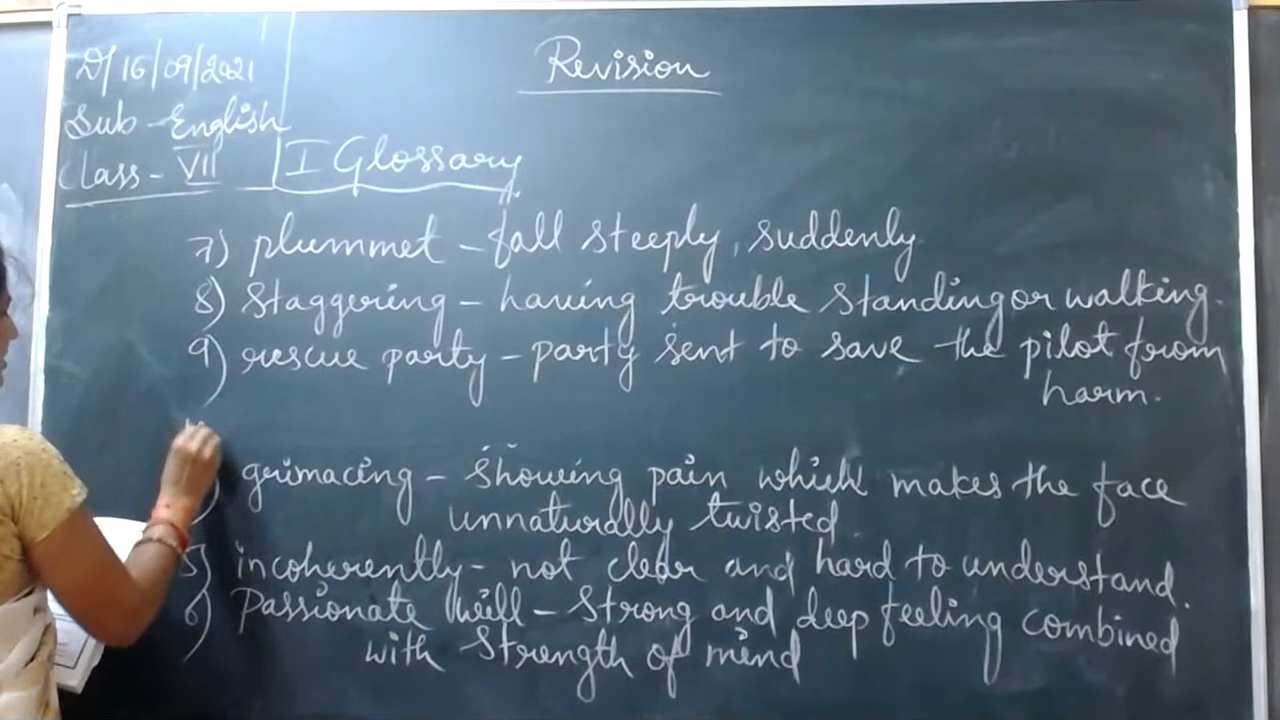 D/ 16/09/2021
Sub - English
Class - VII
Revision
I Glossary
7) plummet - fall steeply, suddenly
8) staggering - having trouble standing or walking.
9) rescue party - party sent to save the pilot from
harm.
) grimacing - showing pain which makes the face
unnaturally twisted
5) incoherently - not clear and hard to understand.
6) Passionate will - strong and deep feeling combined
with strength of mind